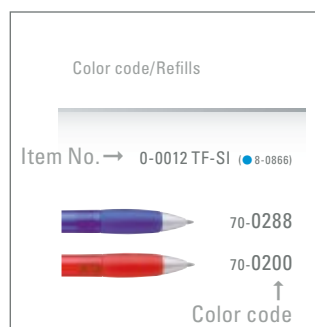 Color code/Refills
Item No.→ 0-0012 TF-SI (● 8-0866)
70-0288
70-0200
↑
Color code